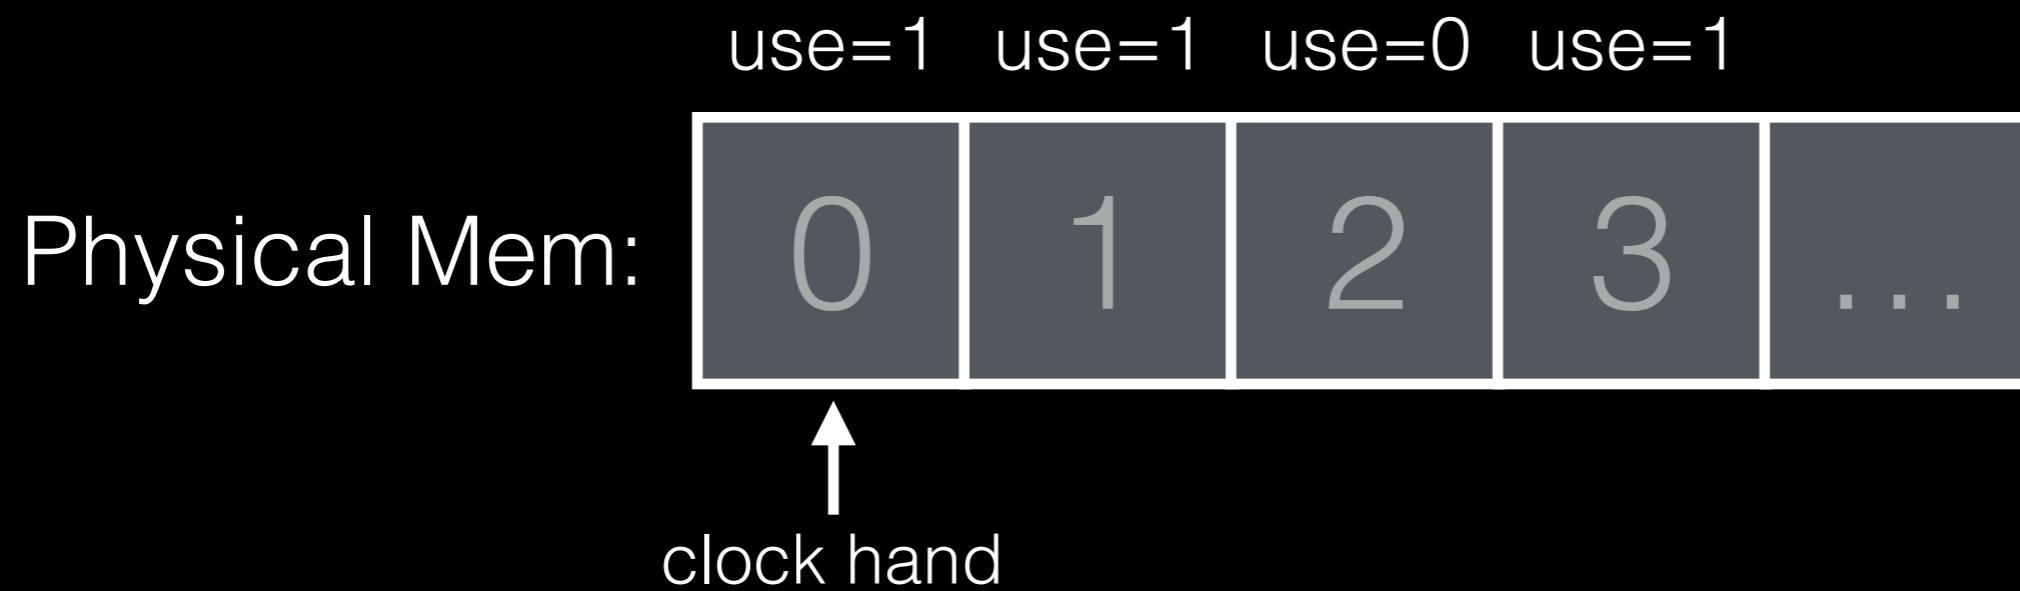 use=1 use=1 use=0 use=1
Physical Mem: 0 1 2 3 ...
clock hand